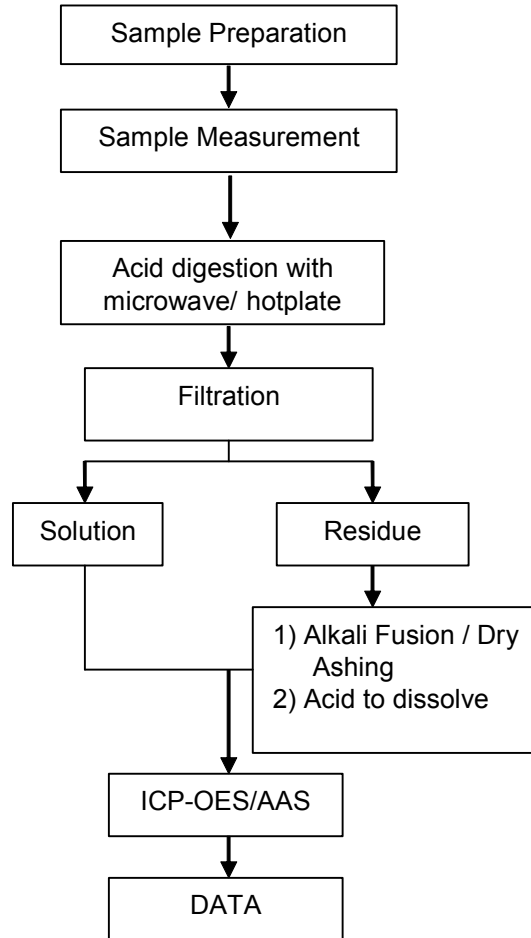 Sample Preparation
Sample Measurement
Acid digestion with
microwave/ hotplate
Filtration
Solution
Residue
1) Alkali Fusion / Dry
Ashing
2) Acid to dissolve
ICP-OES/AAS
DATA